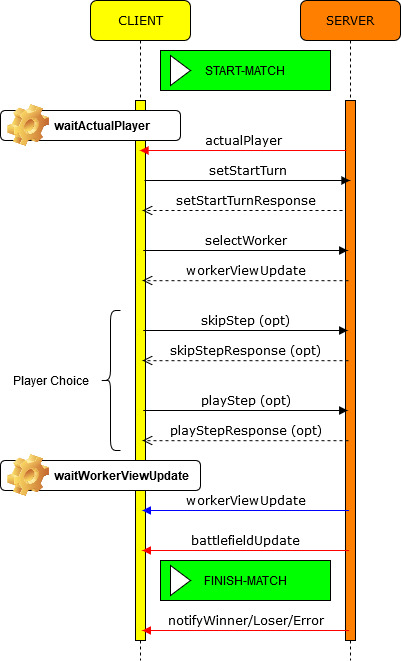 CLIENT
SERVER
START-MATCH
waitActualPlayer
actualPlayer
setStartTurn
setStartTurnResponse
selectWorker
workerViewUpdate
skipStep (opt)
skipStepResponse (opt)
Player Choice
playStep (opt)
playStepResponse (opt)
waitWorkerViewUpdate
workerViewUpdate
battlefieldUpdate
FINISH-MATCH
notifyWinner/Loser/Error